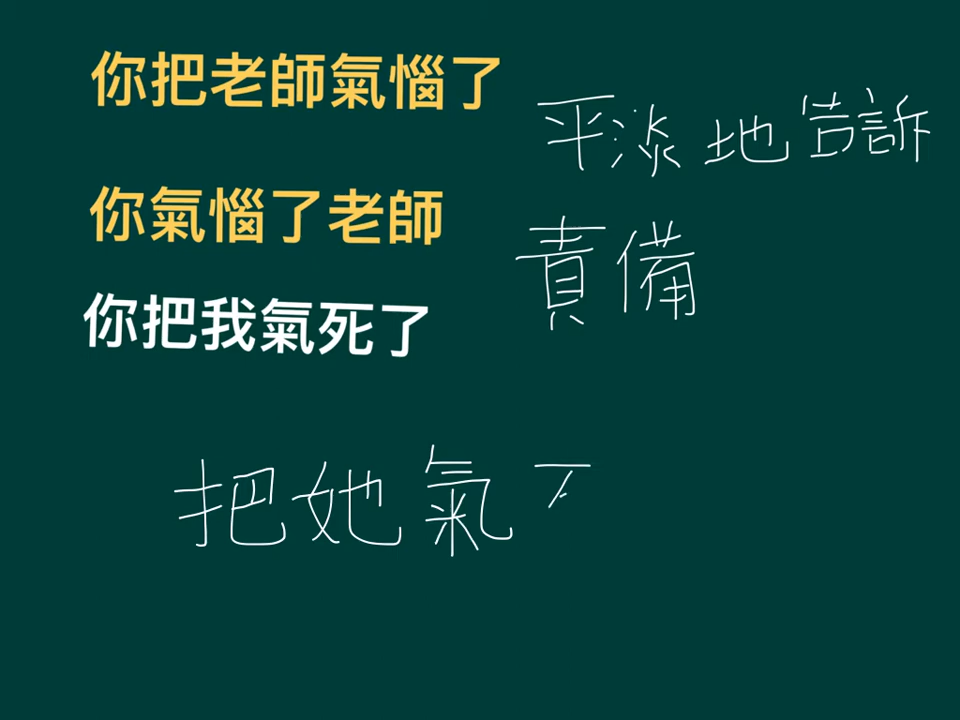 你把老師氣惱了
平淡地告訴
你氣惱了老師
責備
你把我氣死了
把她氣